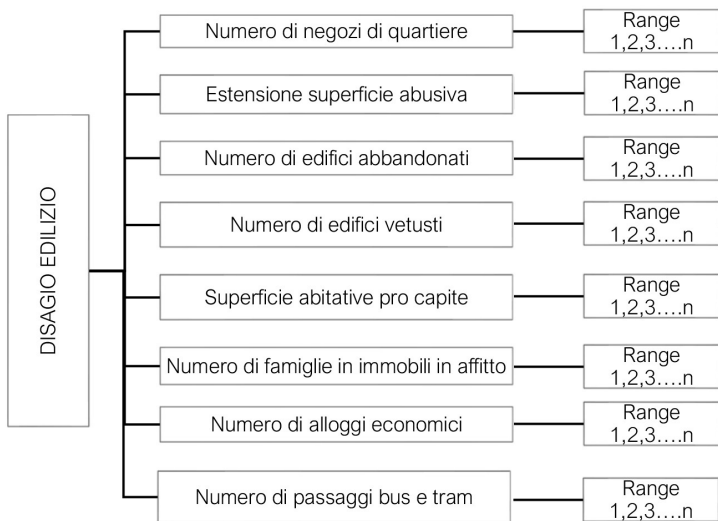 DISAGIO EDILIZIO
Numero di negozi di quartiere
Range
1,2,3....n
Estensione superficie abusiva
Range
1,2,3....n
Numero di edifici abbandonati
Range
1,2,3....n
Numero di edifici vetusti
Range
1,2,3....n
Superficie abitative pro capite
Range
1,2,3....n
Numero di famiglie in immobili in affitto
Range
1,2,3....n
Numero di alloggi economici
Range
1,2,3....n
Numero di passaggi bus e tram
Range
1,2,3....n